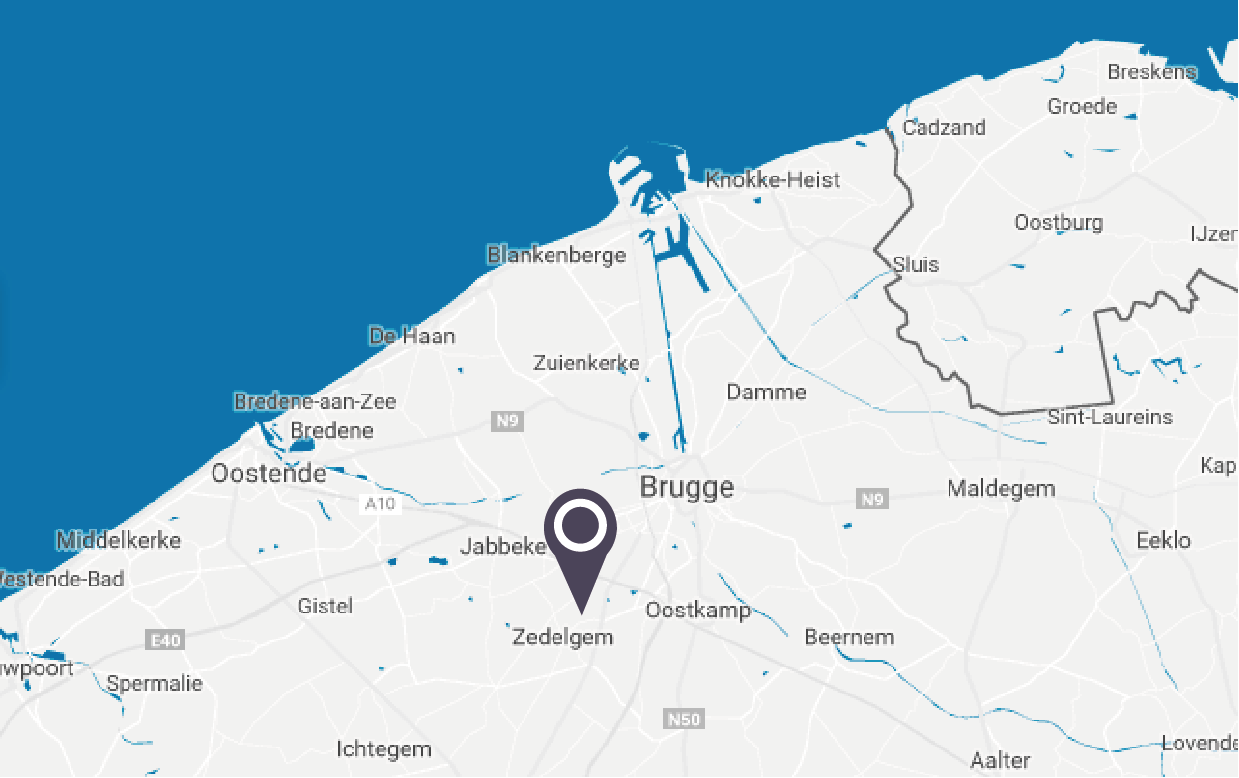 Breskens
Groede
Cadzand
Knokke-Heist
Oostburg
IJzer
Blankenberge
Sluis
De Haan
Zuienkerke
Damme
Bredene-aan-Zee
N9
Sint-Laureins
Bredene
Kap
Oostende
Brugge
Maldegem
A10
N9
Middelkerke
Jabbeke
Eeklo
Westende-Bad
Gistel
Oostkamp
Zedelgem
Beernem
E40
uwpoort
Spermalie
N50
Lovende
Ichtegem
Aalter